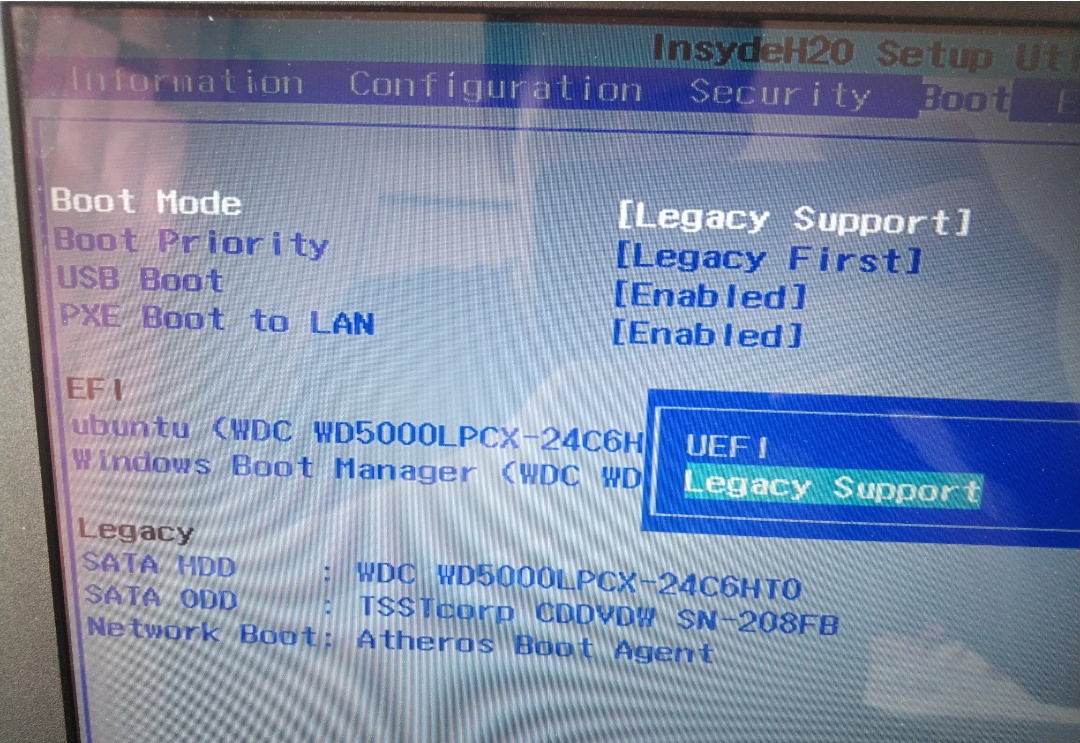 InsydeH20 Setup Uti
Information Configuration Security Boot E
Boot Mode [Legacy Support]
Boot Priority [Legacy First]
USB Boot [Enabled]
PXE Boot to LAN [Enabled]
EFI
ubuntu (WDC WD5000LPCX-24C6H
Windows Boot Manager (WDC WD
UEFI
Legacy Support
Legacy
SATA HDD : WDC WD5000LPCX-24C6HT0
SATA ODD : TSSTcorp CDDVDW SN-208FB
Network Boot: Atheros Boot Agent